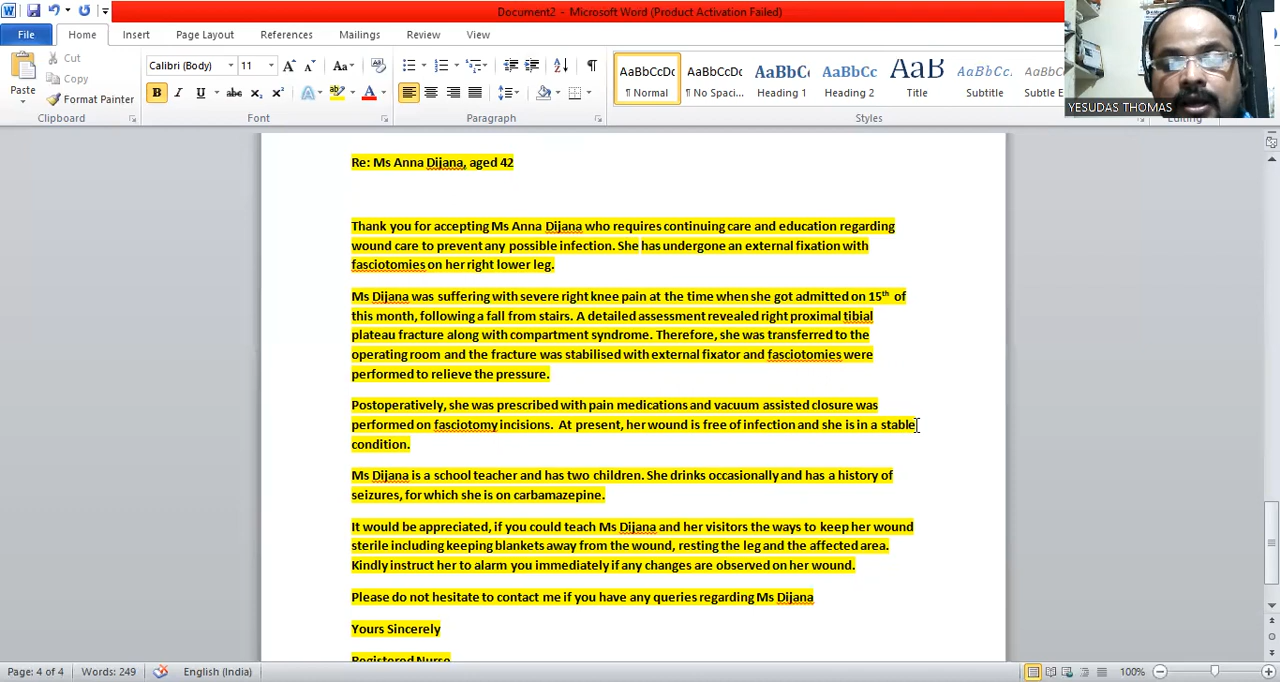 Document2 - Microsoft Word (Product Activation Failed)
File Home Insert Page Layout References Mailings Review View
Cut
Copy
Paste
Format Painter
Clipboard
Calibri (Body) 11
Font
Paragraph
AaBbCcDc AaBbCcDc AaBbC AaBbCc AaB AaBbCcD AaBbCcD
¶ Normal ¶ No Spaci... Heading 1 Heading 2 Title Subtitle Subtle E
Styles
Editing
YESUDAS THOMAS
Re: Ms Anna Dijana, aged 42
Thank you for accepting Ms Anna Dijana who requires continuing care and education regarding
wound care to prevent any possible infection. She has undergone an external fixation with
fasciotomies on her right lower leg.
Ms Dijana was suffering with severe right knee pain at the time when she got admitted on 15th of
this month, following a fall from stairs. A detailed assessment revealed right proximal tibial
plateau fracture along with compartment syndrome. Therefore, she was transferred to the
operating room and the fracture was stabilised with external fixator and fasciotomies were
performed to relieve the pressure.
Postoperatively, she was prescribed with pain medications and vacuum assisted closure was
performed on fasciotomy incisions. At present, her wound is free of infection and she is in a stable
condition.
Ms Dijana is a school teacher and has two children. She drinks occasionally and has a history of
seizures, for which she is on carbamazepine.
It would be appreciated, if you could teach Ms Dijana and her visitors the ways to keep her wound
sterile including keeping blankets away from the wound, resting the leg and the affected area.
Kindly instruct her to alarm you immediately if any changes are observed on her wound.
Please do not hesitate to contact me if you have any queries regarding Ms Dijana
Yours Sincerely
Registered Nurse
Page: 4 of 4 Words: 249 English (India) 100%